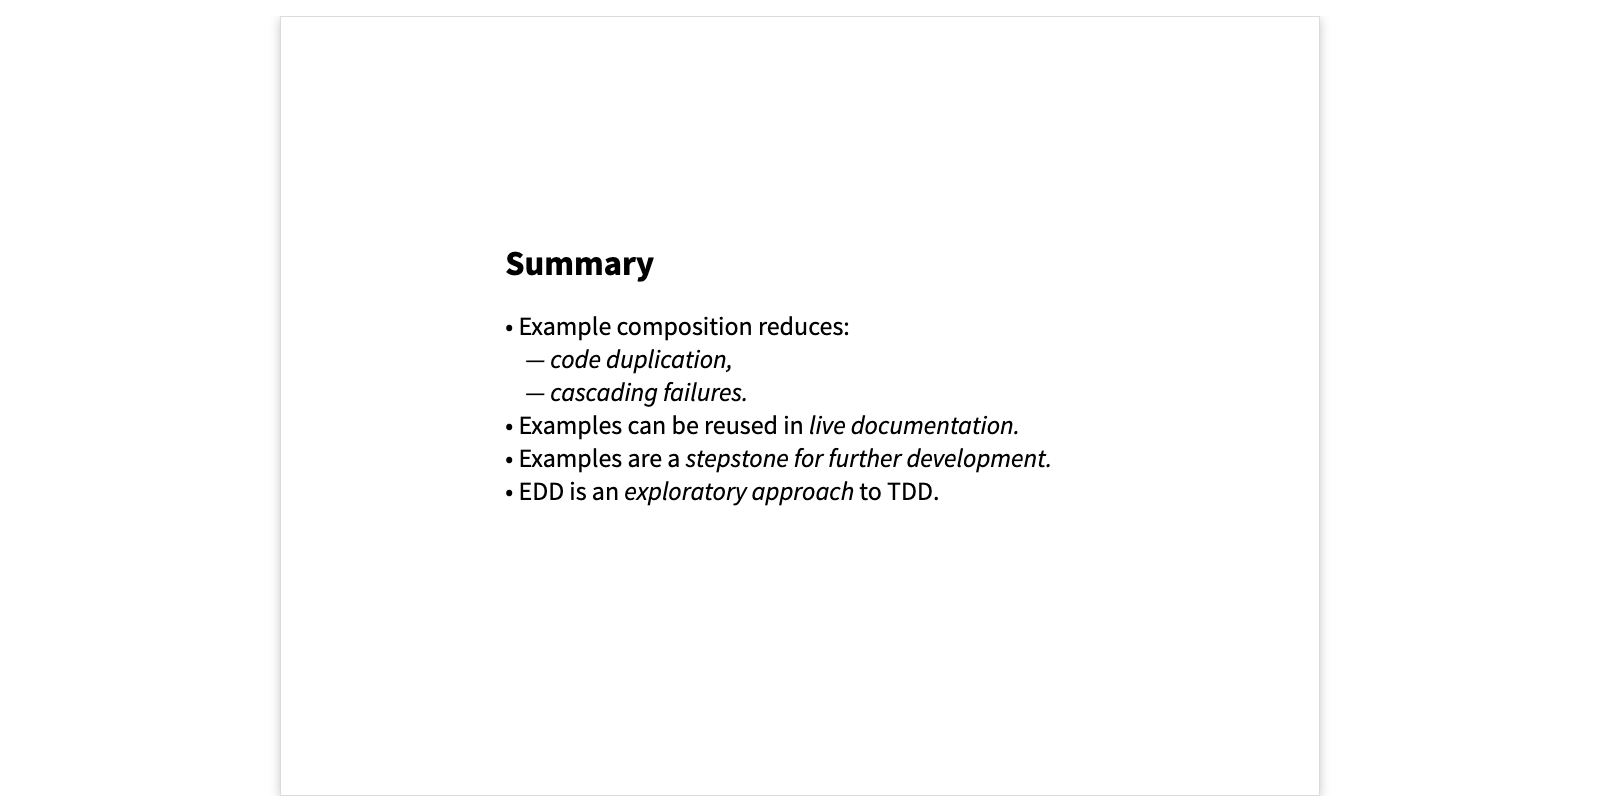 Summary
• Example composition reduces:
— code duplication,
— cascading failures.
• Examples can be reused in live documentation.
• Examples are a stepstone for further development.
• EDD is an exploratory approach to TDD.